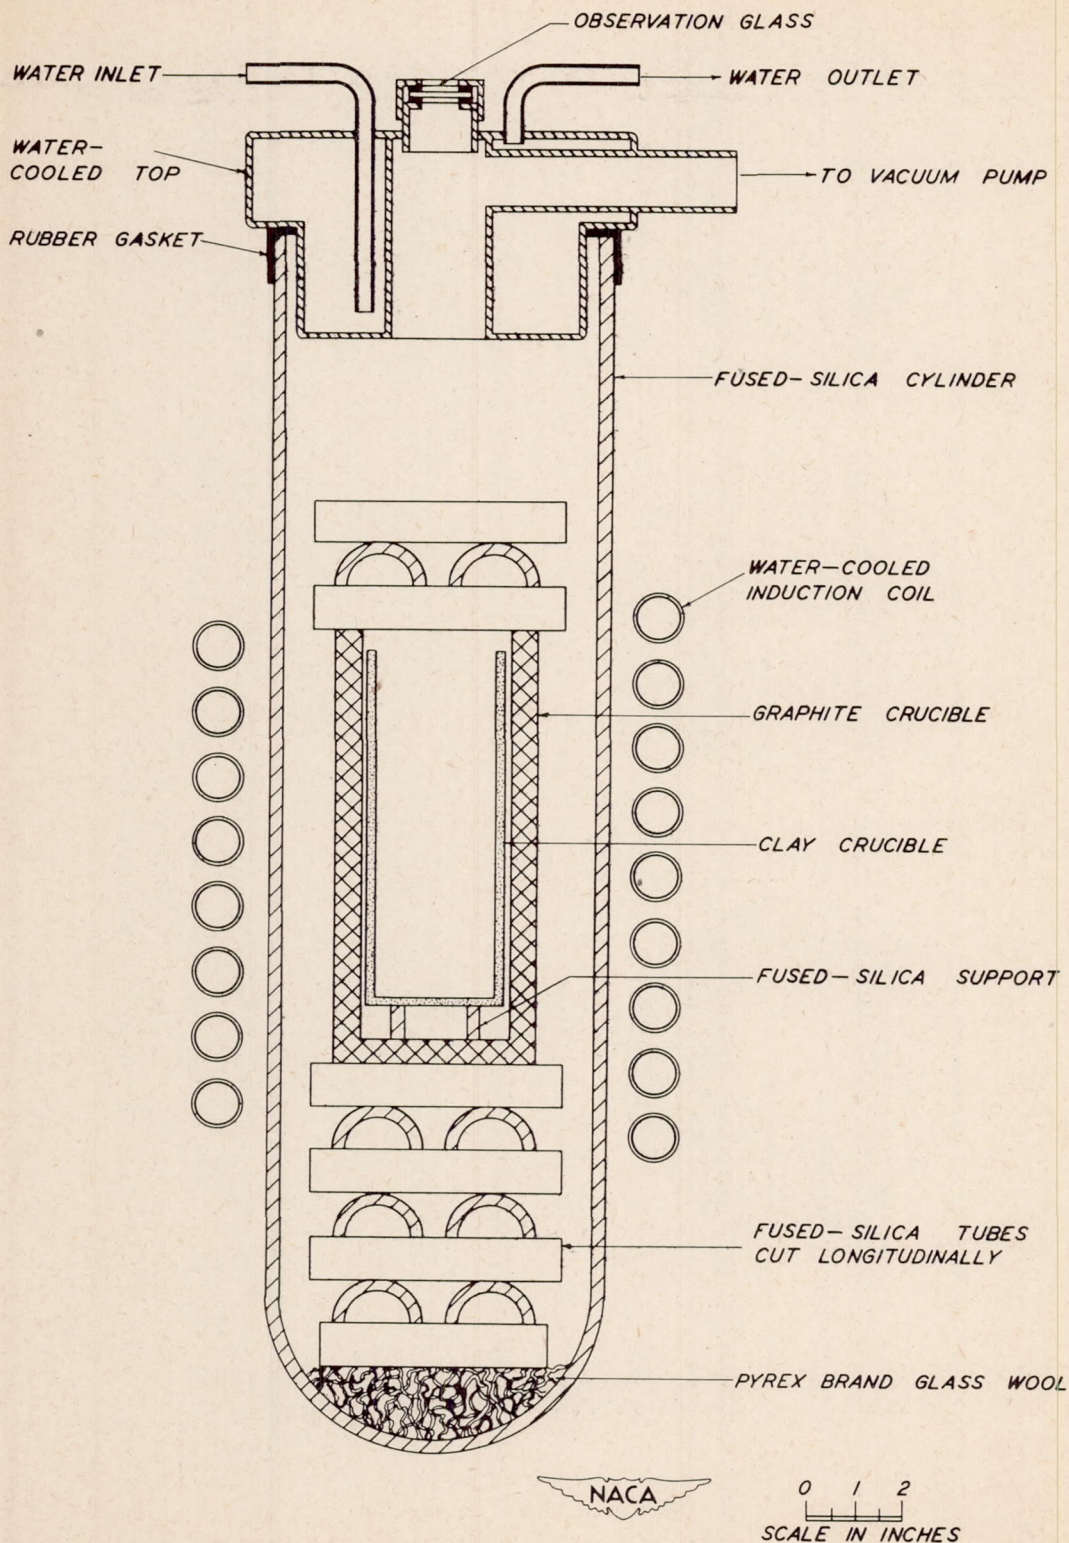 OBSERVATION GLASS
WATER INLET
WATER OUTLET
WATER-
COOLED TOP
TO VACUUM PUMP
RUBBER GASKET
FUSED-SILICA CYLINDER
WATER-COOLED
INDUCTION COIL
GRAPHITE CRUCIBLE
CLAY CRUCIBLE
FUSED-SILICA SUPPORT
FUSED-SILICA TUBES
CUT LONGITUDINALLY
PYREX BRAND GLASS WOOL
NACA
0 1 2
SCALE IN INCHES